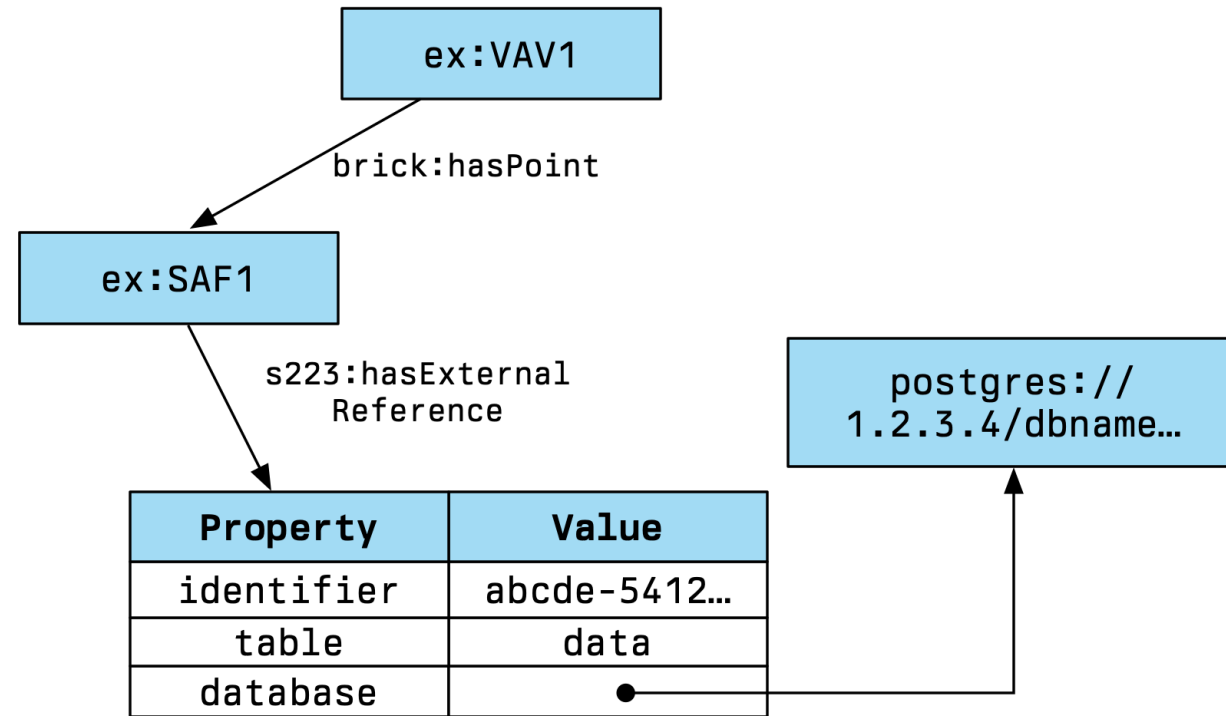 ex:VAV1
brick:hasPoint
ex:SAF1
s223:hasExternal
Reference
postgres://
1.2.3.4/dbname…
Property Value
identifier abcde-5412…
table data
database